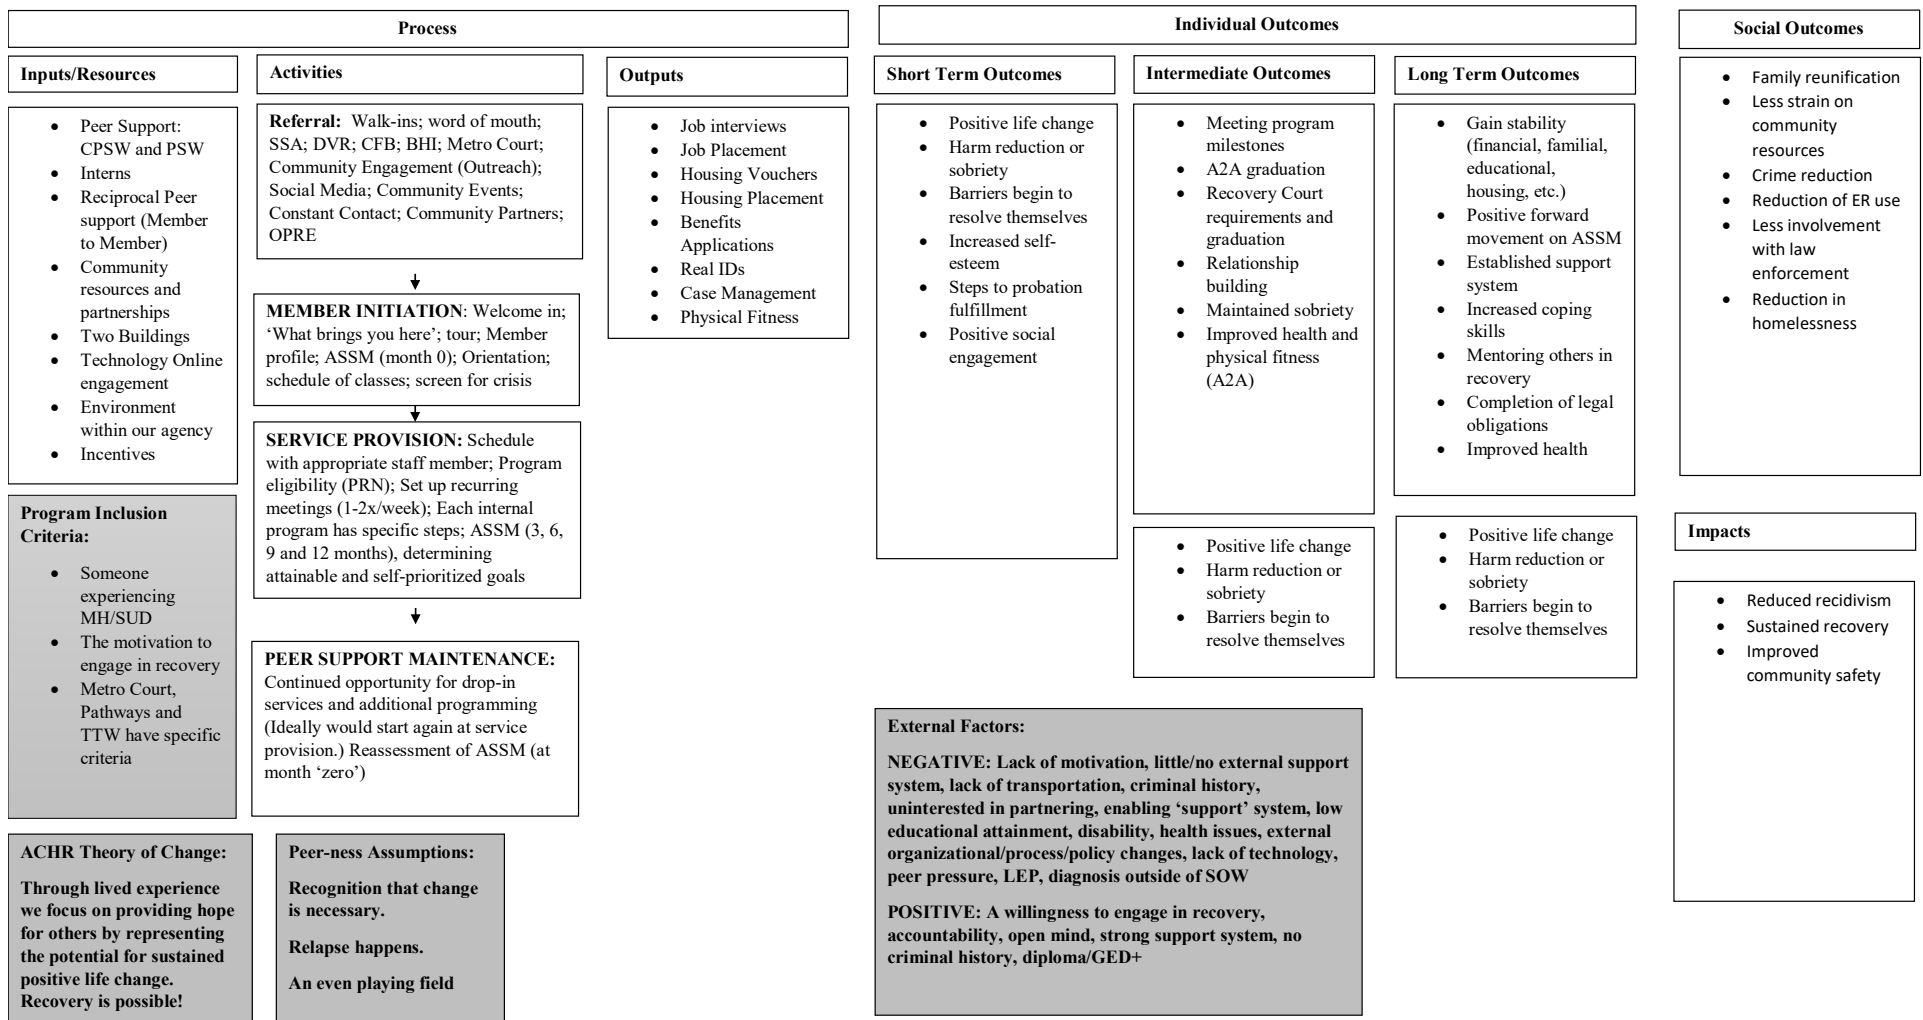 Process
Inputs/Resources
• Peer Support:
CPSW and PSW
• Interns
• Reciprocal Peer
support (Member
to Member)
• Community
resources and
partnerships
• Two Buildings
• Technology Online
engagement
• Environment
within our agency
• Incentives
Program Inclusion
Criteria:
• Someone
experiencing
MH/SUD
• The motivation to
engage in recovery
• Metro Court,
Pathways and
TTW have specific
criteria
ACHR Theory of Change:
Through lived experience
we focus on providing hope
for others by representing
the potential for sustained
positive life change.
Recovery is possible!
Activities
Referral: Walk-ins; word of mouth;
SSA; DVR; CFB; BHI; Metro Court;
Community Engagement (Outreach);
Social Media; Community Events;
Constant Contact; Community Partners;
OPRE
MEMBER INITIATION: Welcome in;
‘What brings you here’; tour; Member
profile; ASSM (month 0); Orientation;
schedule of classes; screen for crisis
SERVICE PROVISION: Schedule
with appropriate staff member; Program
eligibility (PRN); Set up recurring
meetings (1-2x/week); Each internal
program has specific steps; ASSM (3, 6,
9 and 12 months), determining
attainable and self-prioritized goals
PEER SUPPORT MAINTENANCE:
Continued opportunity for drop-in
services and additional programming
(Ideally would start again at service
provision.) Reassessment of ASSM (at
month ‘zero’)
Peer-ness Assumptions:
Recognition that change
is necessary.
Relapse happens.
An even playing field
Outputs
• Job interviews
• Job Placement
• Housing Vouchers
• Housing Placement
• Benefits
Applications
• Real IDs
• Case Management
• Physical Fitness
Individual Outcomes
Short Term Outcomes
• Positive life change
• Harm reduction or
sobriety
• Barriers begin to
resolve themselves
• Increased self-
esteem
• Steps to probation
fulfillment
• Positive social
engagement
Intermediate Outcomes
• Meeting program
milestones
• A2A graduation
• Recovery Court
requirements and
graduation
• Relationship
building
• Maintained sobriety
• Improved health and
physical fitness
(A2A)
• Positive life change
• Harm reduction or
sobriety
• Barriers begin to
resolve themselves
Long Term Outcomes
• Gain stability
(financial, familial,
educational,
housing, etc.)
• Positive forward
movement on ASSM
• Established support
system
• Increased coping
skills
• Mentoring others in
recovery
• Completion of legal
obligations
• Improved health
• Positive life change
• Harm reduction or
sobriety
• Barriers begin to
resolve themselves
External Factors:
NEGATIVE: Lack of motivation, little/no external support
system, lack of transportation, criminal history,
uninterested in partnering, enabling ‘support’ system, low
educational attainment, disability, health issues, external
organizational/process/policy changes, lack of technology,
peer pressure, LEP, diagnosis outside of SOW
POSITIVE: A willingness to engage in recovery,
accountability, open mind, strong support system, no
criminal history, diploma/GED+
Social Outcomes
• Family reunification
• Less strain on
community
resources
• Crime reduction
• Reduction of ER use
• Less involvement
with law
enforcement
• Reduction in
homelessness
Impacts
• Reduced recidivism
• Sustained recovery
• Improved
community safety